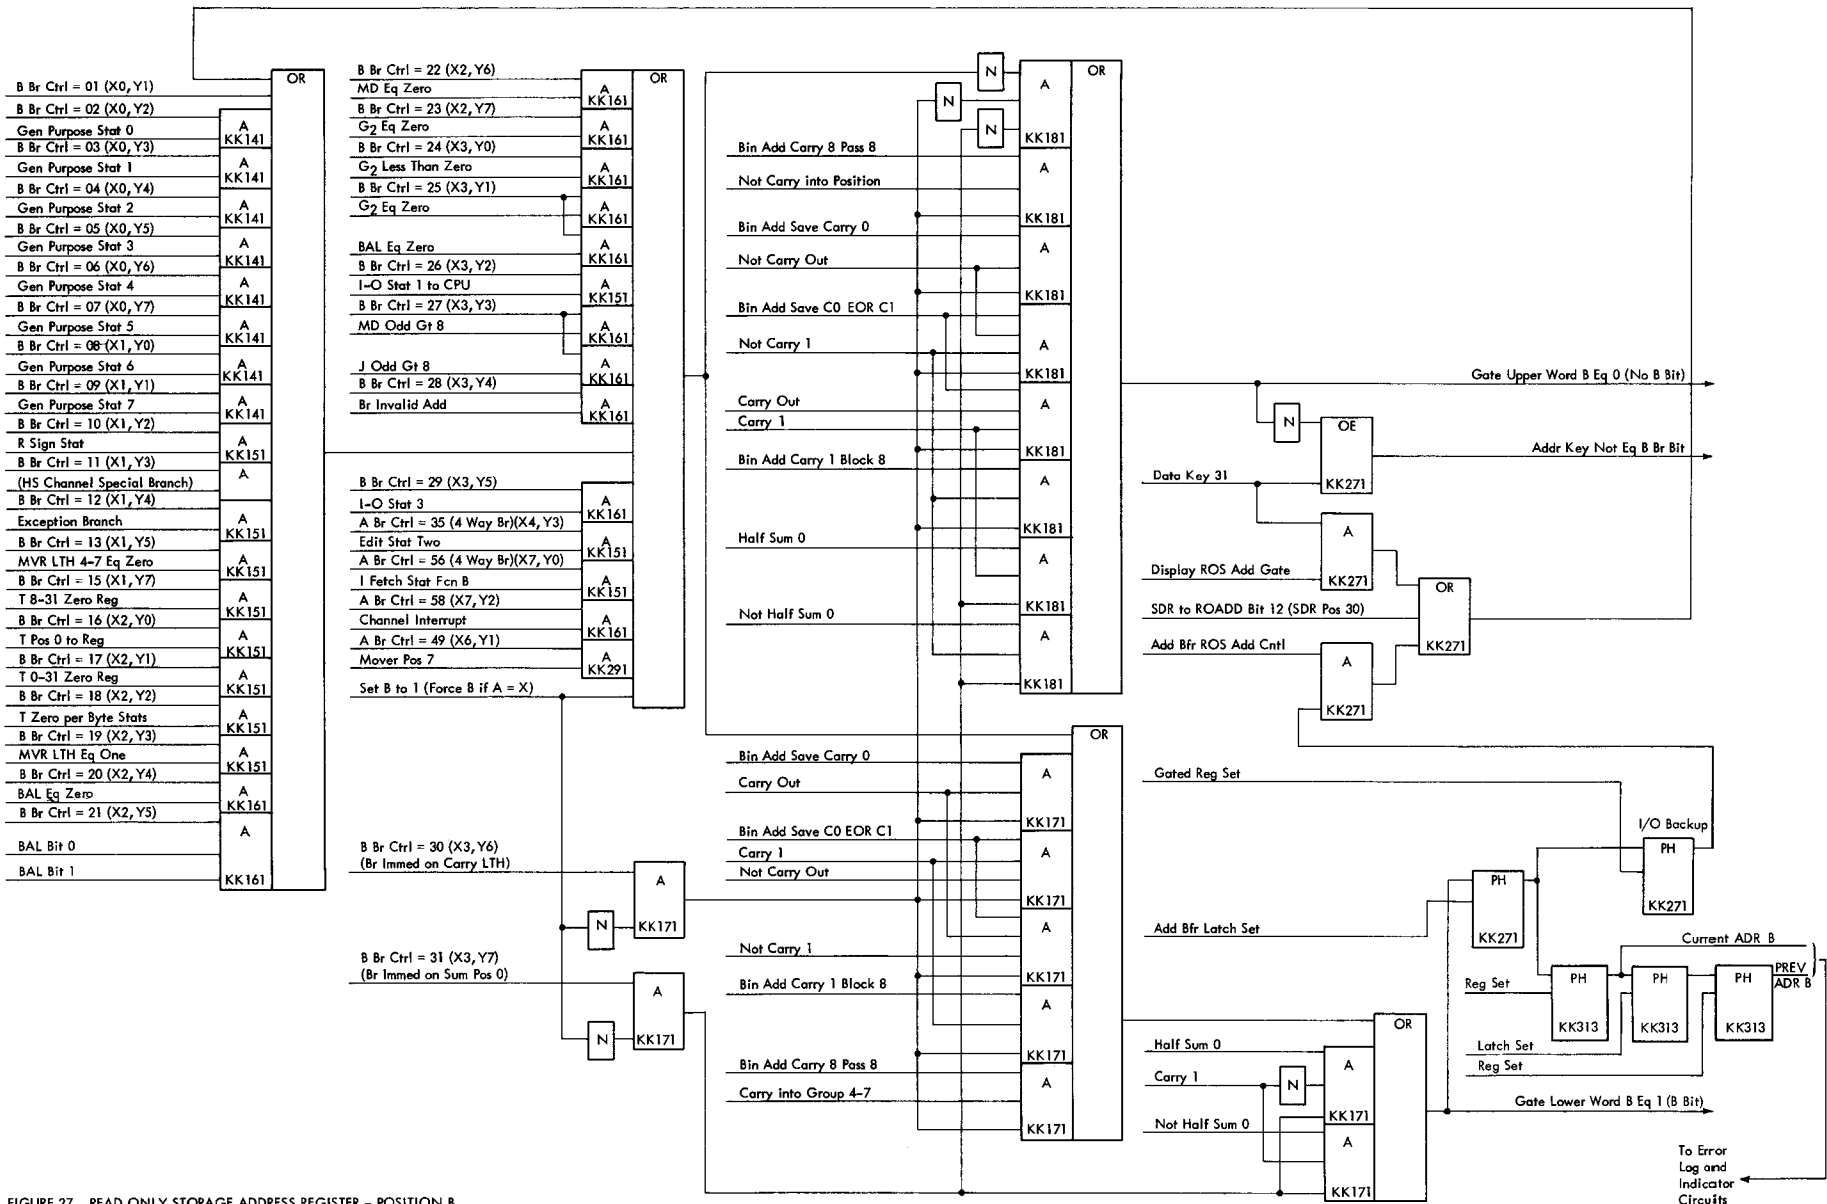 OR
B Br Ctrl = 01 (X0, Y1)
B Br Ctrl = 02 (X0, Y2)
A
Gen Purpose Stat 0
KK141
B Br Ctrl = 03 (X0, Y3)
A
Gen Purpose Stat 1
KK141
B Br Ctrl = 04 (X0, Y4)
A
Gen Purpose Stat 2
KK141
B Br Ctrl = 05 (X0, Y5)
A
Gen Purpose Stat 3
KK141
B Br Ctrl = 06 (X0, Y6)
A
Gen Purpose Stat 4
KK141
B Br Ctrl = 07 (X0, Y7)
A
Gen Purpose Stat 5
KK141
B Br Ctrl = 08 (X1, Y0)
A
Gen Purpose Stat 6
KK141
B Br Ctrl = 09 (X1, Y1)
A
Gen Purpose Stat 7
KK141
B Br Ctrl = 10 (X1, Y2)
A
R Sign Stat
KK151
B Br Ctrl = 11 (X1, Y3)
A
(HS Channel Special Branch)
B Br Ctrl = 12 (X1, Y4)
A
Exception Branch
KK151
B Br Ctrl = 13 (X1, Y5)
A
MVR LTH 4-7 Eq Zero
KK151
B Br Ctrl = 15 (X1, Y7)
A
T 8-31 Zero Reg
KK151
B Br Ctrl = 16 (X2, Y0)
A
T Pos 0 to Reg
KK151
B Br Ctrl = 17 (X2, Y1)
A
T 0-31 Zero Reg
KK151
B Br Ctrl = 18 (X2, Y2)
A
T Zero per Byte Stats
KK151
B Br Ctrl = 19 (X2, Y3)
A
MVR LTH Eq One
KK151
B Br Ctrl = 20 (X2, Y4)
A
BAL Eq Zero
KK161
B Br Ctrl = 21 (X2, Y5)
A
BAL Bit 0
BAL Bit 1
KK161
OR
B Br Ctrl = 22 (X2, Y6)
A
MD Eq Zero
KK161
B Br Ctrl = 23 (X2, Y7)
A
G2 Eq Zero
KK161
B Br Ctrl = 24 (X3, Y0)
A
G2 Less Than Zero
KK161
B Br Ctrl = 25 (X3, Y1)
A
G2 Eq Zero
KK161
A
BAL Eq Zero
KK161
B Br Ctrl = 26 (X3, Y2)
A
I-O Stat 1 to CPU
KK151
B Br Ctrl = 27 (X3, Y3)
A
MD Odd Gt 8
KK161
A
J Odd Gt 8
KK161
B Br Ctrl = 28 (X3, Y4)
A
Br Invalid Add
KK161
B Br Ctrl = 29 (X3, Y5)
A
I-O Stat 3
KK161
A Br Ctrl = 35 (4 Way Br)(X4, Y3)
A
Edit Stat Two
KK151
A Br Ctrl = 56 (4 Way Br)(X7, Y0)
A
I Fetch Stat Fcn B
KK151
A Br Ctrl = 58 (X7, Y2)
A
Channel Interrupt
KK161
A Br Ctrl = 49 (X6, Y1)
A
Mover Pos 7
KK291
Set B to 1 (Force B if A = X)
B Br Ctrl = 30 (X3, Y6)
(Br Immed on Carry LTH)
A
N
KK171
B Br Ctrl = 31 (X3, Y7)
(Br Immed on Sum Pos 0)
A
N
KK171
OR
N
N
N
A
KK181
Bin Add Carry 8 Pass 8
A
Not Carry into Position
KK181
Bin Add Save Carry 0
A
Not Carry Out
KK181
Bin Add Save C0 EOR C1
A
Not Carry 1
KK181
Carry Out
A
Carry 1
KK181
Bin Add Carry 1 Block 8
A
KK181
Half Sum 0
A
KK181
Not Half Sum 0
A
KK181
OR
Bin Add Save Carry 0
A
Carry Out
KK171
Bin Add Save C0 EOR C1
A
Carry 1
Not Carry Out
KK171
A
Not Carry 1
KK171
Bin Add Carry 1 Block 8
A
KK171
Bin Add Carry 8 Pass 8
A
Carry into Group 4-7
KK171
Gate Upper Word B Eq 0 (No B Bit)
N
OE
Addr Key Not Eq B Br Bit
Data Key 31
KK271
A
Display ROS Add Gate
KK271
OR
SDR to ROADD Bit 12 (SDR Pos 30)
KK271
Add Bfr ROS Add Cntl
A
KK271
Gated Reg Set
I/O Backup
PH
KK271
PH
Add Bfr Latch Set
KK271
Current ADR B
PH
PH
PH
PREV
ADR B
Reg Set
KK313
KK313
KK313
Latch Set
Reg Set
OR
Half Sum 0
A
Carry 1
N
KK171
Not Half Sum 0
A
KK171
Gate Lower Word B Eq 1 (B Bit)
To Error
Log and
Indicator
Circuits
FIGURE 27. READ ONLY STORAGE ADDRESS REGISTER - POSITION B